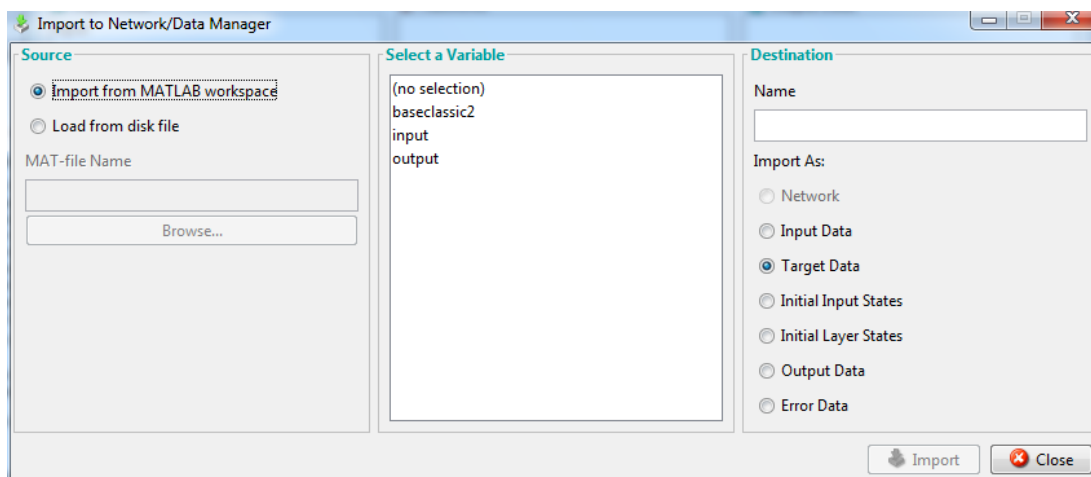 Import to Network/Data Manager
Source
Import from MATLAB workspace
Load from disk file
MAT-file Name
Browse...
Select a Variable
(no selection)
baseclassic2
input
output
Destination
Name
Import As:
Network
Input Data
Target Data
Initial Input States
Initial Layer States
Output Data
Error Data
Import
Close